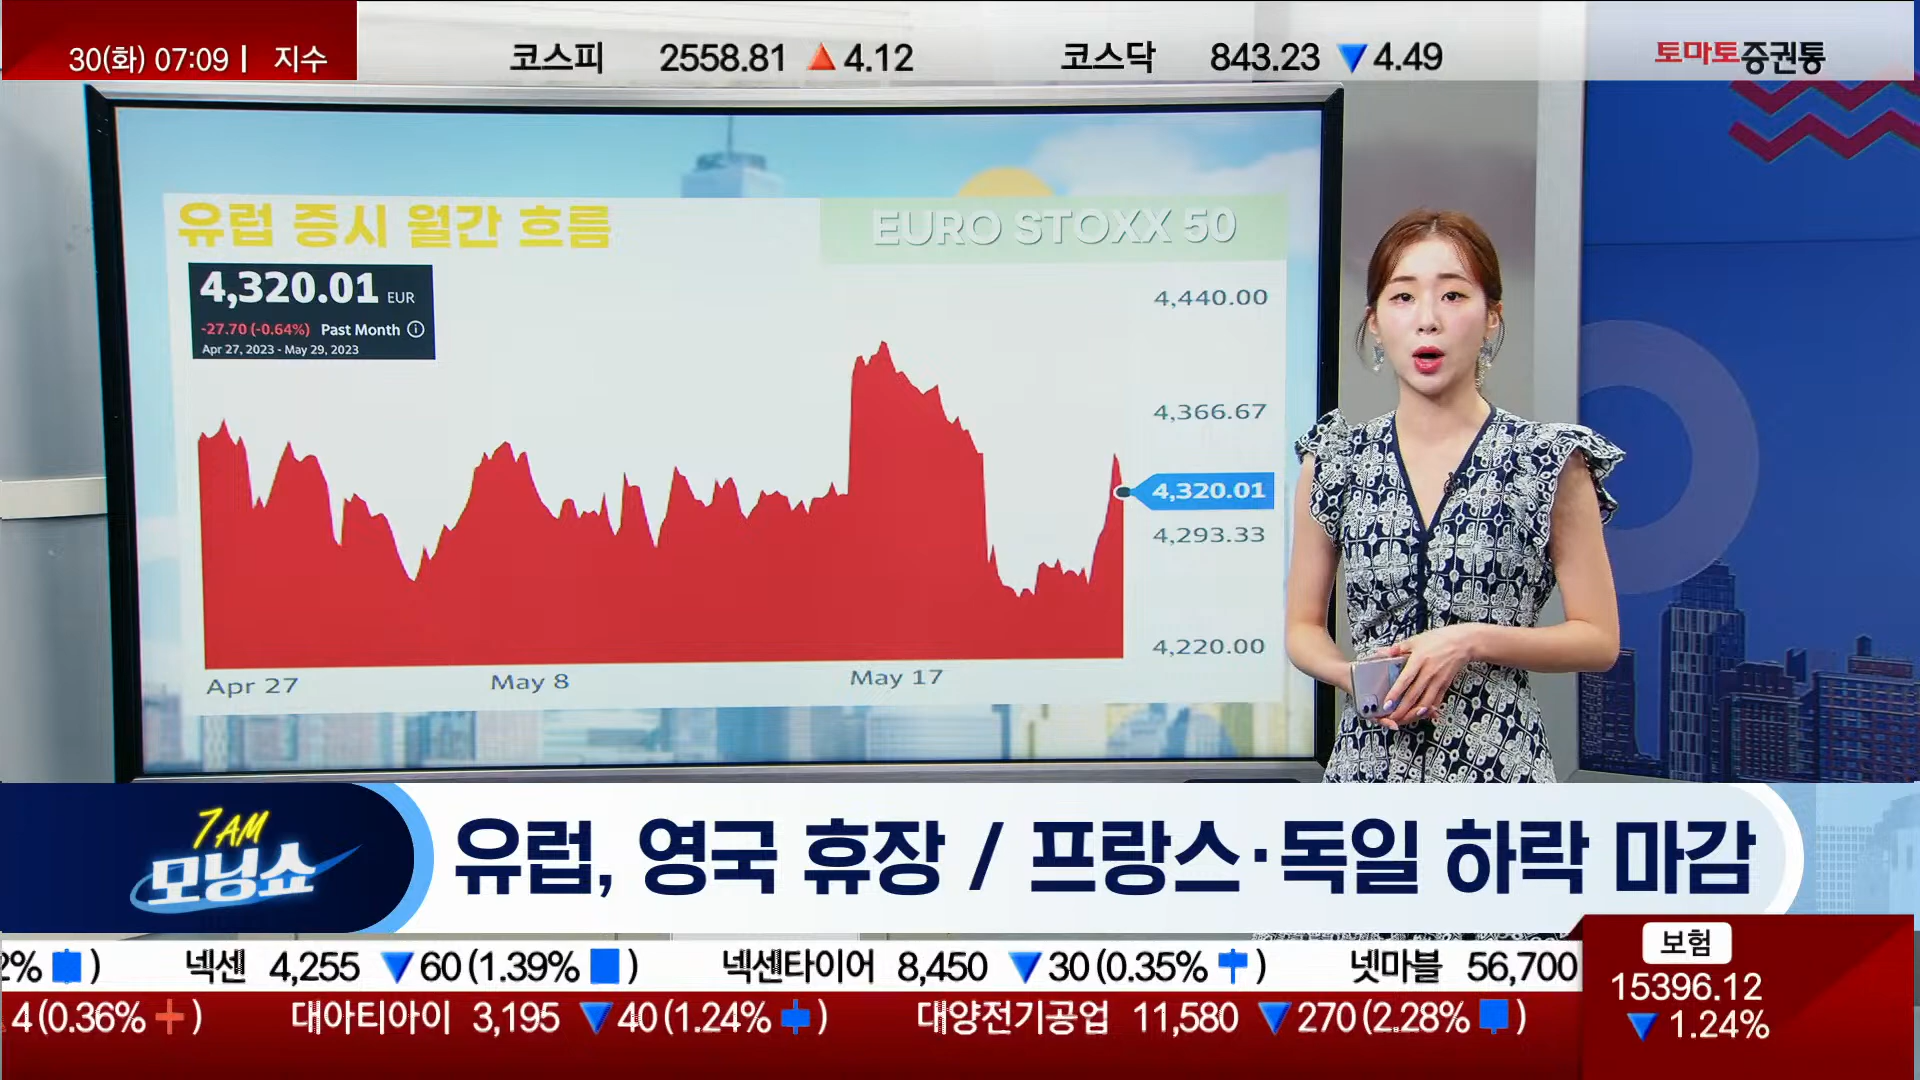 30(화) 07:09 | 지수 코스피 2558.81 ▲ 4.12 코스닥 843.23 ▼ 4.49 토마토증권통
유럽 증시 월간 흐름
EURO STOXX 50
4,320.01 EUR
-27.70 (-0.64%) Past Month ⓘ
Apr 27, 2023 - May 29, 2023
4,440.00
4,366.67
4,320.01
4,293.33
4,220.00
Apr 27 May 8 May 17
7 AM
모닝쇼
유럽, 영국 휴장 / 프랑스·독일 하락 마감
2% ) 넥센 4,255 ▼ 60 (1.39% ) 넥센타이어 8,450 ▼ 30 (0.35% ) 넷마블 56,700
4 (0.36% ) 대아티아이 3,195 ▼ 40 (1.24% ) 대양전기공업 11,580 ▼ 270 (2.28% )
보험
15396.12
▼ 1.24%